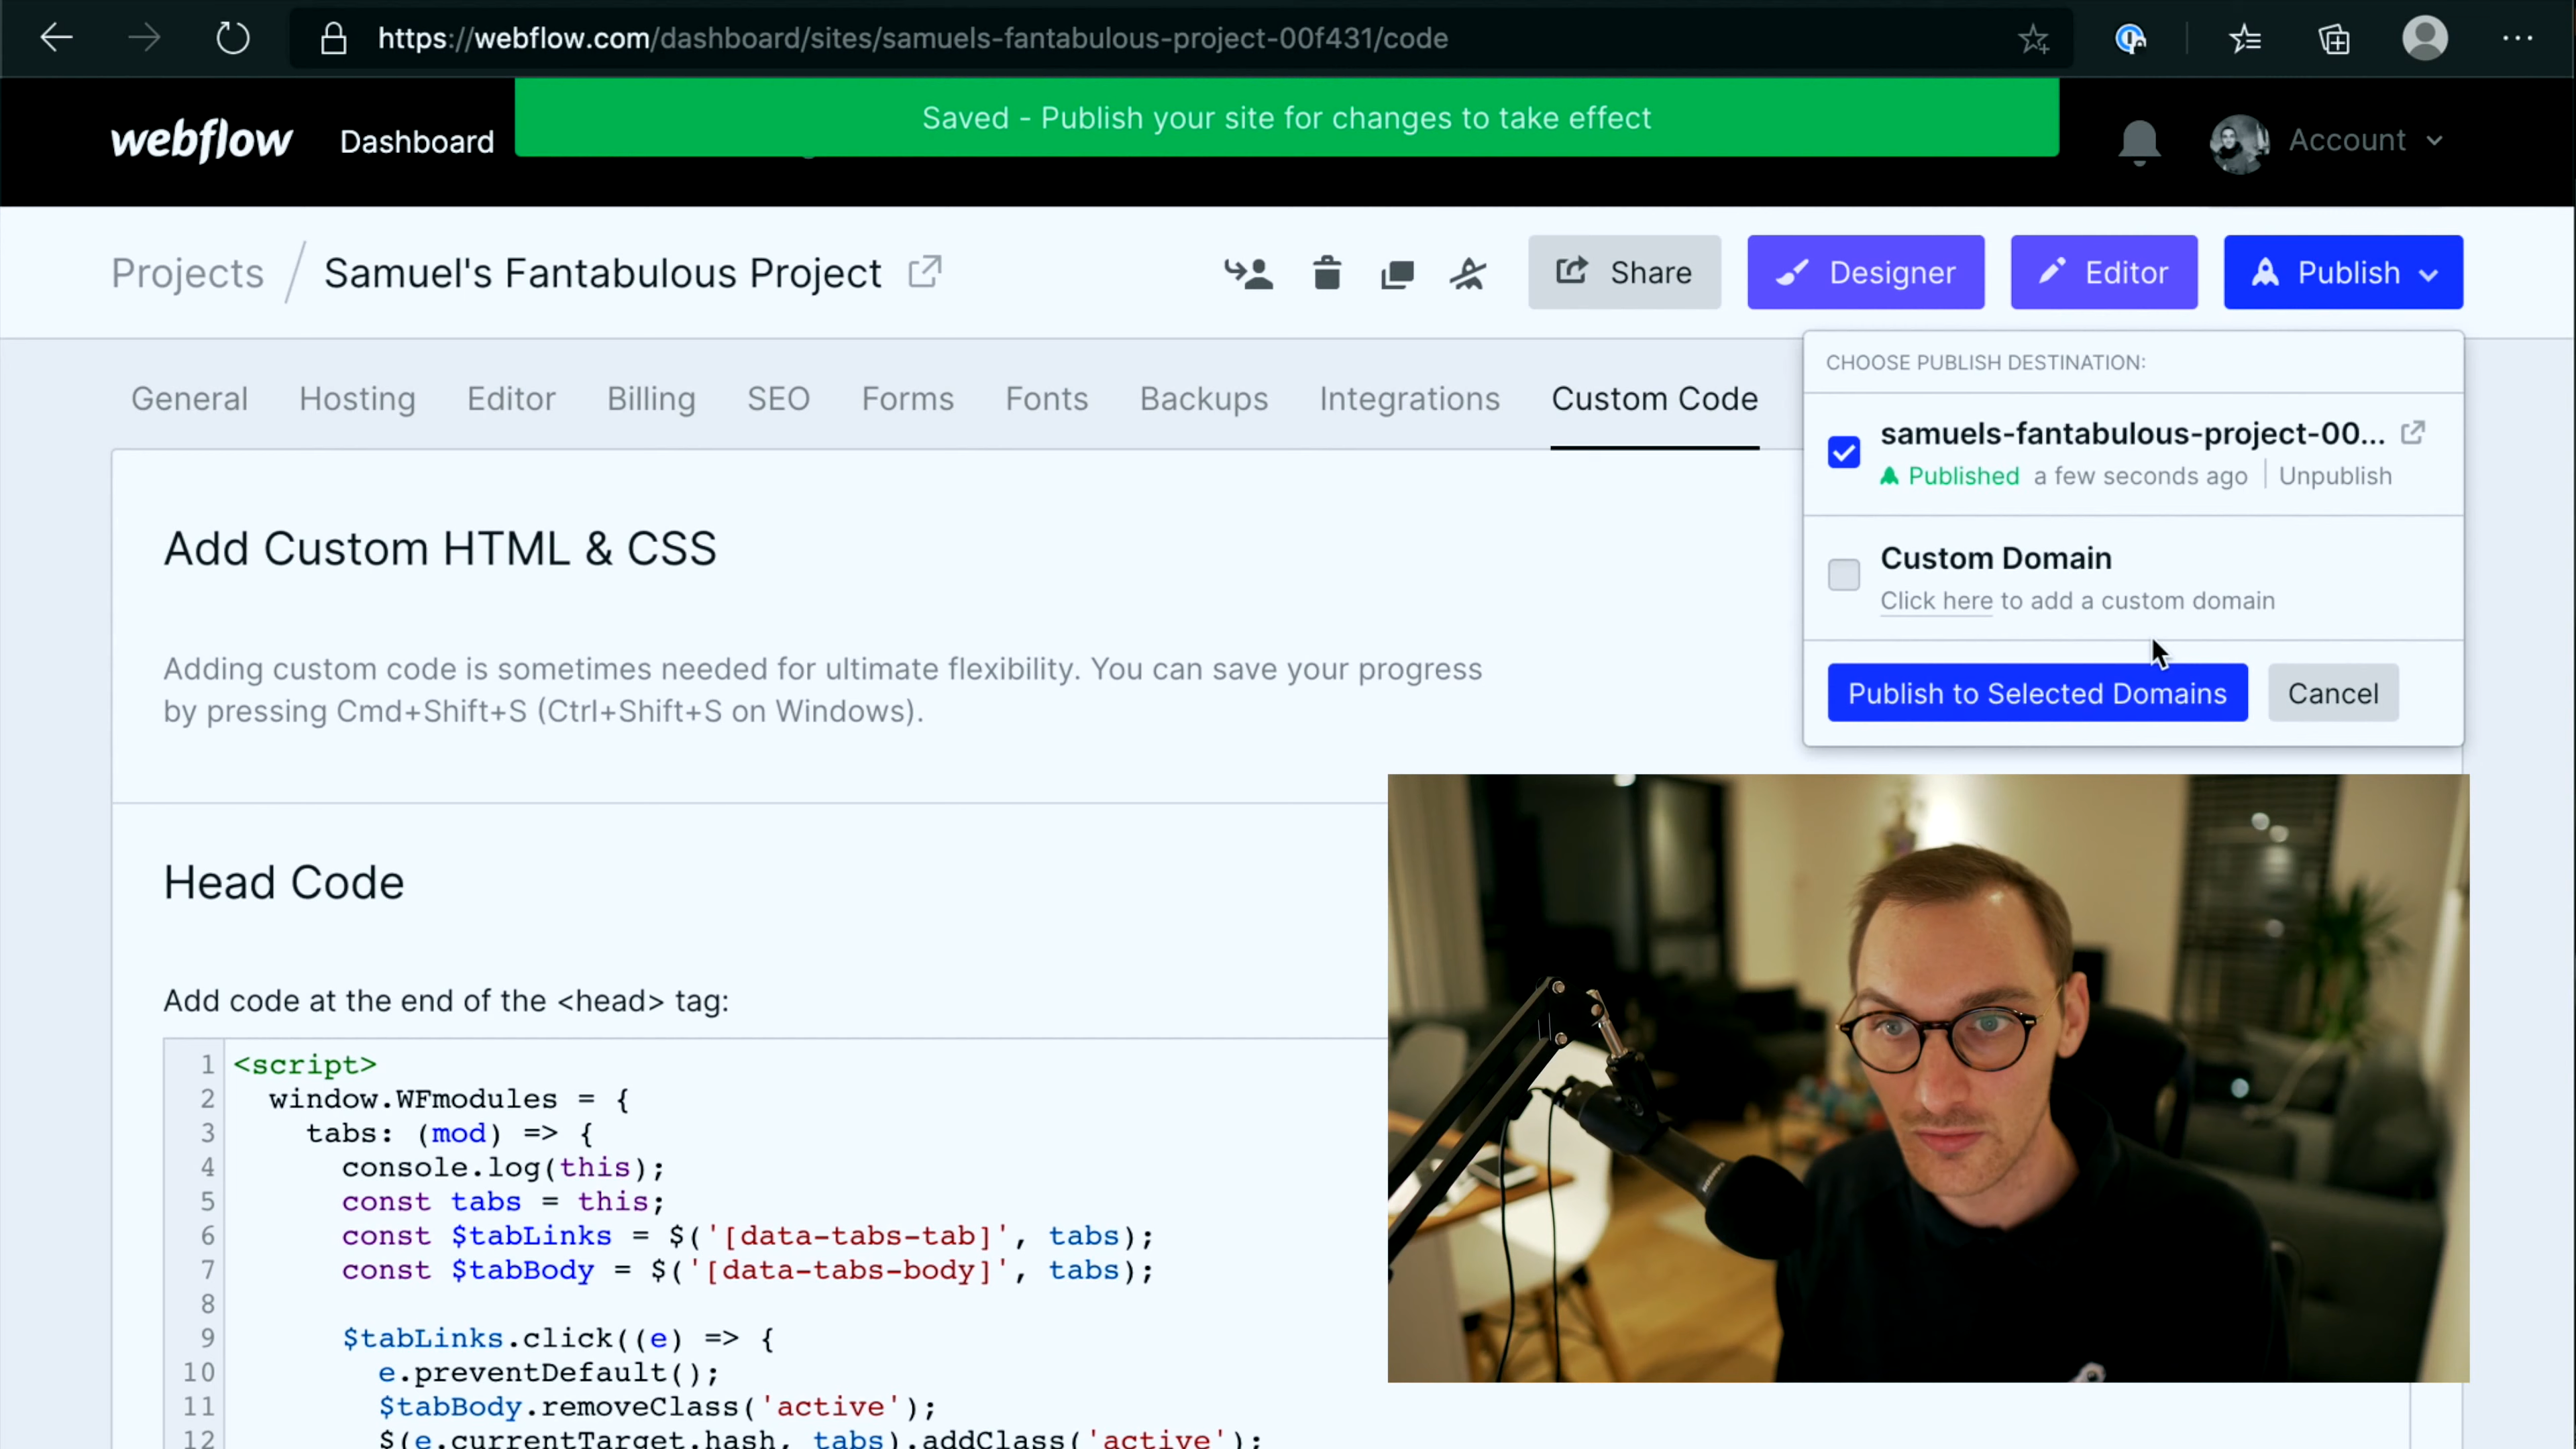 https://webflow.com/dashboard/sites/samuels-fantabulous-project-00f431/code
Saved - Publish your site for changes to take effect
webflow Dashboard Account
Projects / Samuel's Fantabulous Project Share Designer Editor Publish
General Hosting Editor Billing SEO Forms Fonts Backups Integrations Custom Code
CHOOSE PUBLISH DESTINATION:
samuels-fantabulous-project-00...
Published a few seconds ago Unpublish
Custom Domain
Click here to add a custom domain
Publish to Selected Domains Cancel
Add Custom HTML & CSS
Adding custom code is sometimes needed for ultimate flexibility. You can save your progress
by pressing Cmd+Shift+S (Ctrl+Shift+S on Windows).
Head Code
Add code at the end of the <head> tag:
1 <script>
2 window.WFmodules = {
3 tabs: (mod) => {
4 console.log(this);
5 const tabs = this;
6 const $tabLinks = $('[data-tabs-tab]', tabs);
7 const $tabBody = $('[data-tabs-body]', tabs);
8
9 $tabLinks.click((e) => {
10 e.preventDefault();
11 $tabBody.removeClass('active');
12 $(e.currentTarget.hash, tabs).addClass('active');